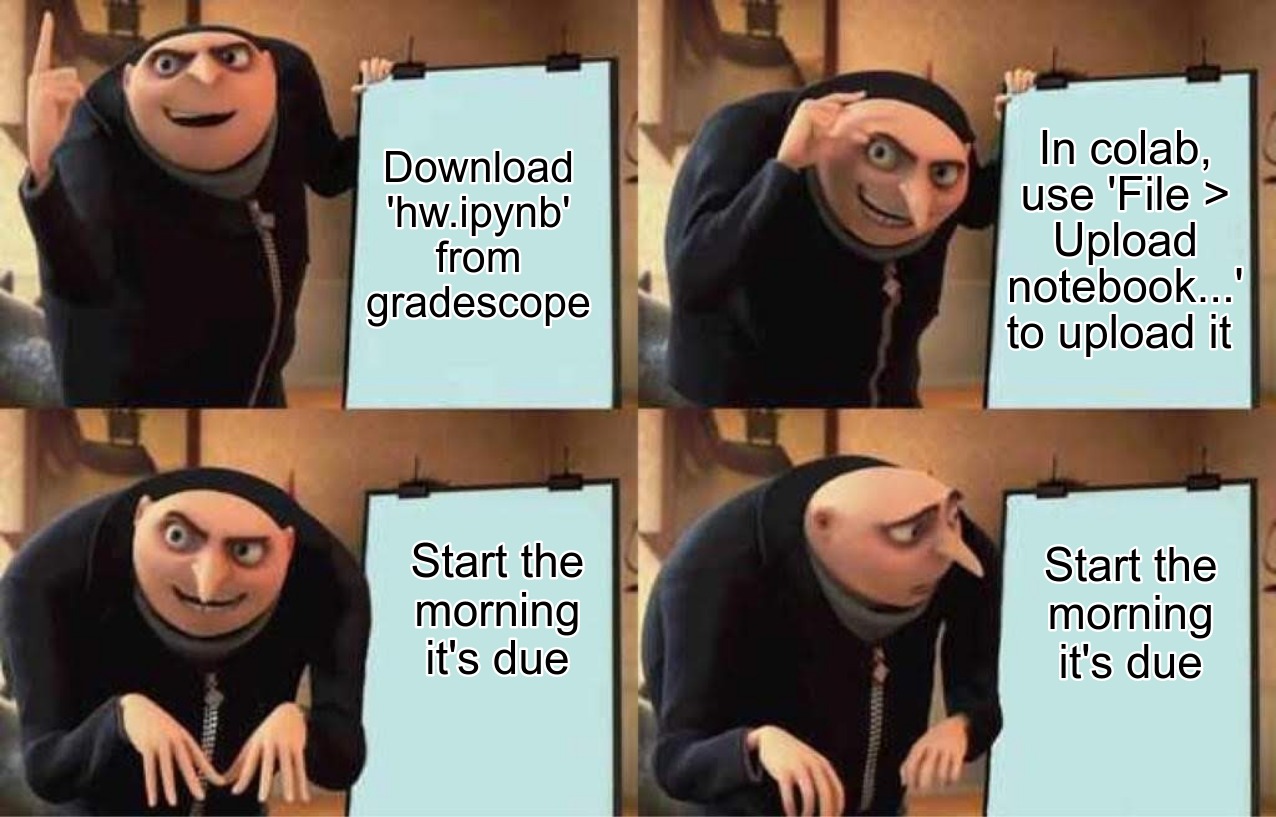 Download
'hw.ipynb'
from
gradescope
In colab,
use 'File >
Upload
notebook...'
to upload it
Start the
morning
it's due
Start the
morning
it's due